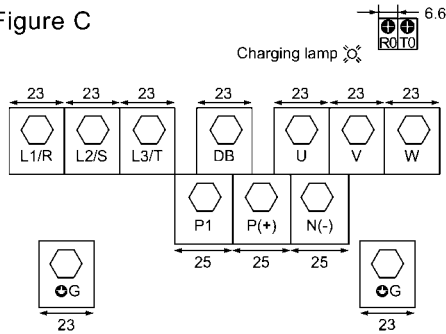 Figure C
6.6
R0 T0
Charging lamp
23 23 23 23 23 23 23
L1/R L2/S L3/T DB U V W
P1 P(+) N(-)
25 25 25
G G
23 23